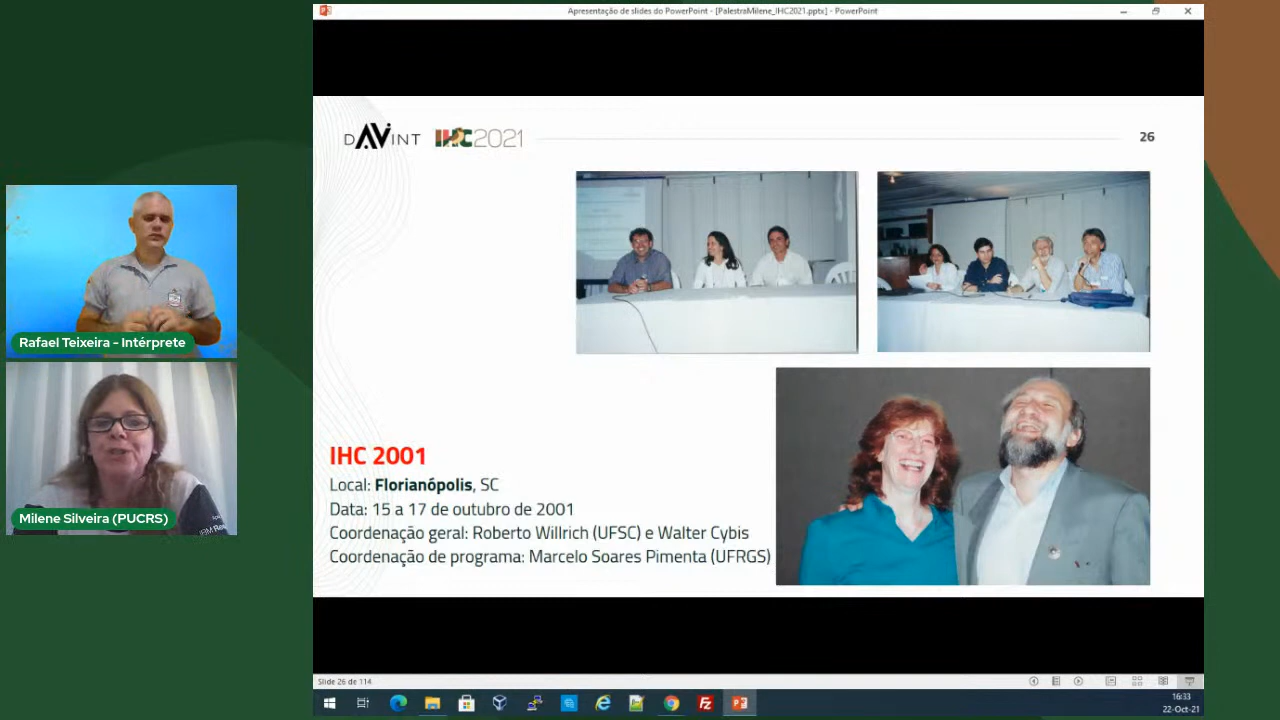 Apresentação de slides do PowerPoint - [PalestraMilene_IHC2021.pptx] - PowerPoint
DAVINT IHC2021
26
Rafael Teixeira - Intérprete
Milene Silveira (PUCRS)
IHC 2001
Local: Florianópolis, SC
Data: 15 a 17 de outubro de 2001
Coordenação geral: Roberto Willrich (UFSC) e Walter Cybis
Coordenação de programa: Marcelo Soares Pimenta (UFRGS)
Slide 26 de 114
16:33
22-Oct-21